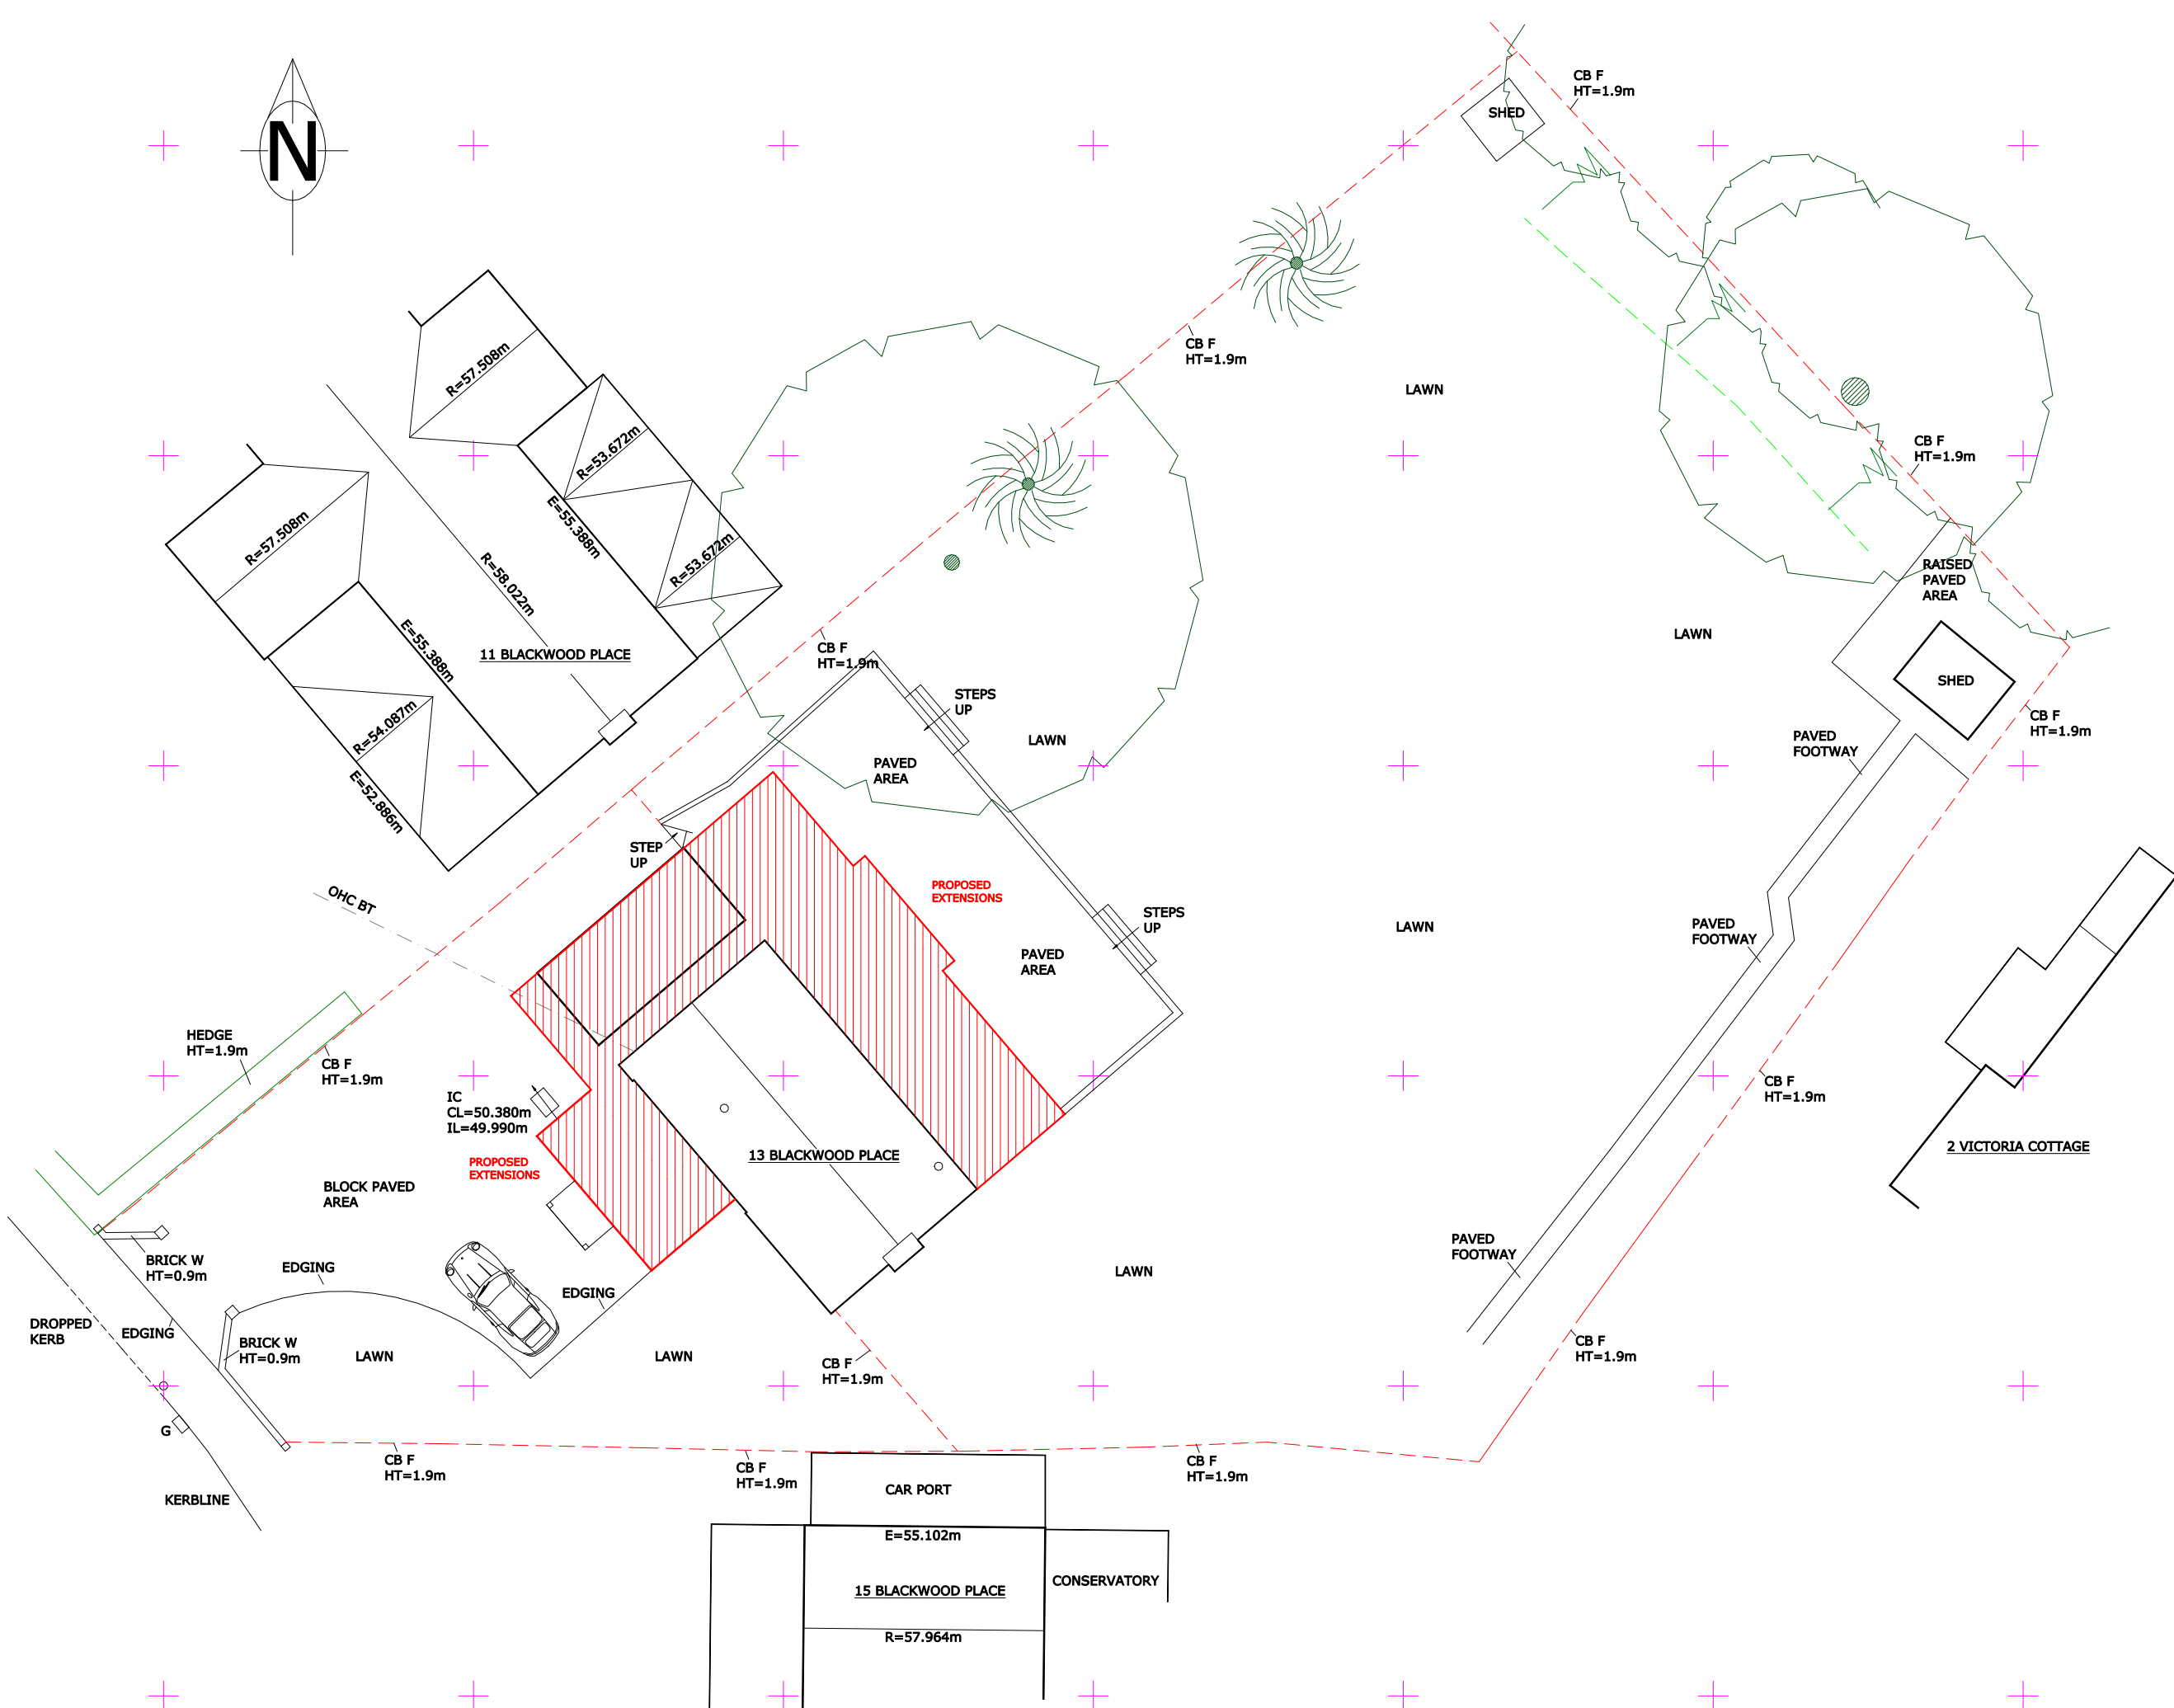 N
CB F
HT=1.9m
SHED
R=57.508m
CB F
HT=1.9m
LAWN
R=53.672m
E=55.388m
R=53.672m
R=57.508m
R=58.022m
E=55.388m
11 BLACKWOOD PLACE
R=54.087m
E=52.886m
CB F
HT=1.9m
CB F
HT=1.9m
RAISED
PAVED
AREA
LAWN
SHED
CB F
HT=1.9m
PAVED
FOOTWAY
STEPS
UP
LAWN
PAVED
AREA
STEP
UP
PROPOSED
EXTENSIONS
OHC BT
STEPS
UP
LAWN
PAVED
FOOTWAY
PAVED
AREA
HEDGE
HT=1.9m
CB F
HT=1.9m
IC
CL=50.380m
IL=49.990m
CB F
HT=1.9m
2 VICTORIA COTTAGE
13 BLACKWOOD PLACE
PROPOSED
EXTENSIONS
BLOCK PAVED
AREA
PAVED
FOOTWAY
BRICK W
HT=0.9m
EDGING
EDGING
LAWN
DROPPED
KERB
EDGING
BRICK W
HT=0.9m
LAWN
LAWN
CB F
HT=1.9m
CB F
HT=1.9m
G
CB F
HT=1.9m
CB F
HT=1.9m
CB F
HT=1.9m
KERBLINE
CAR PORT
E=55.102m
15 BLACKWOOD PLACE
CONSERVATORY
R=57.964m